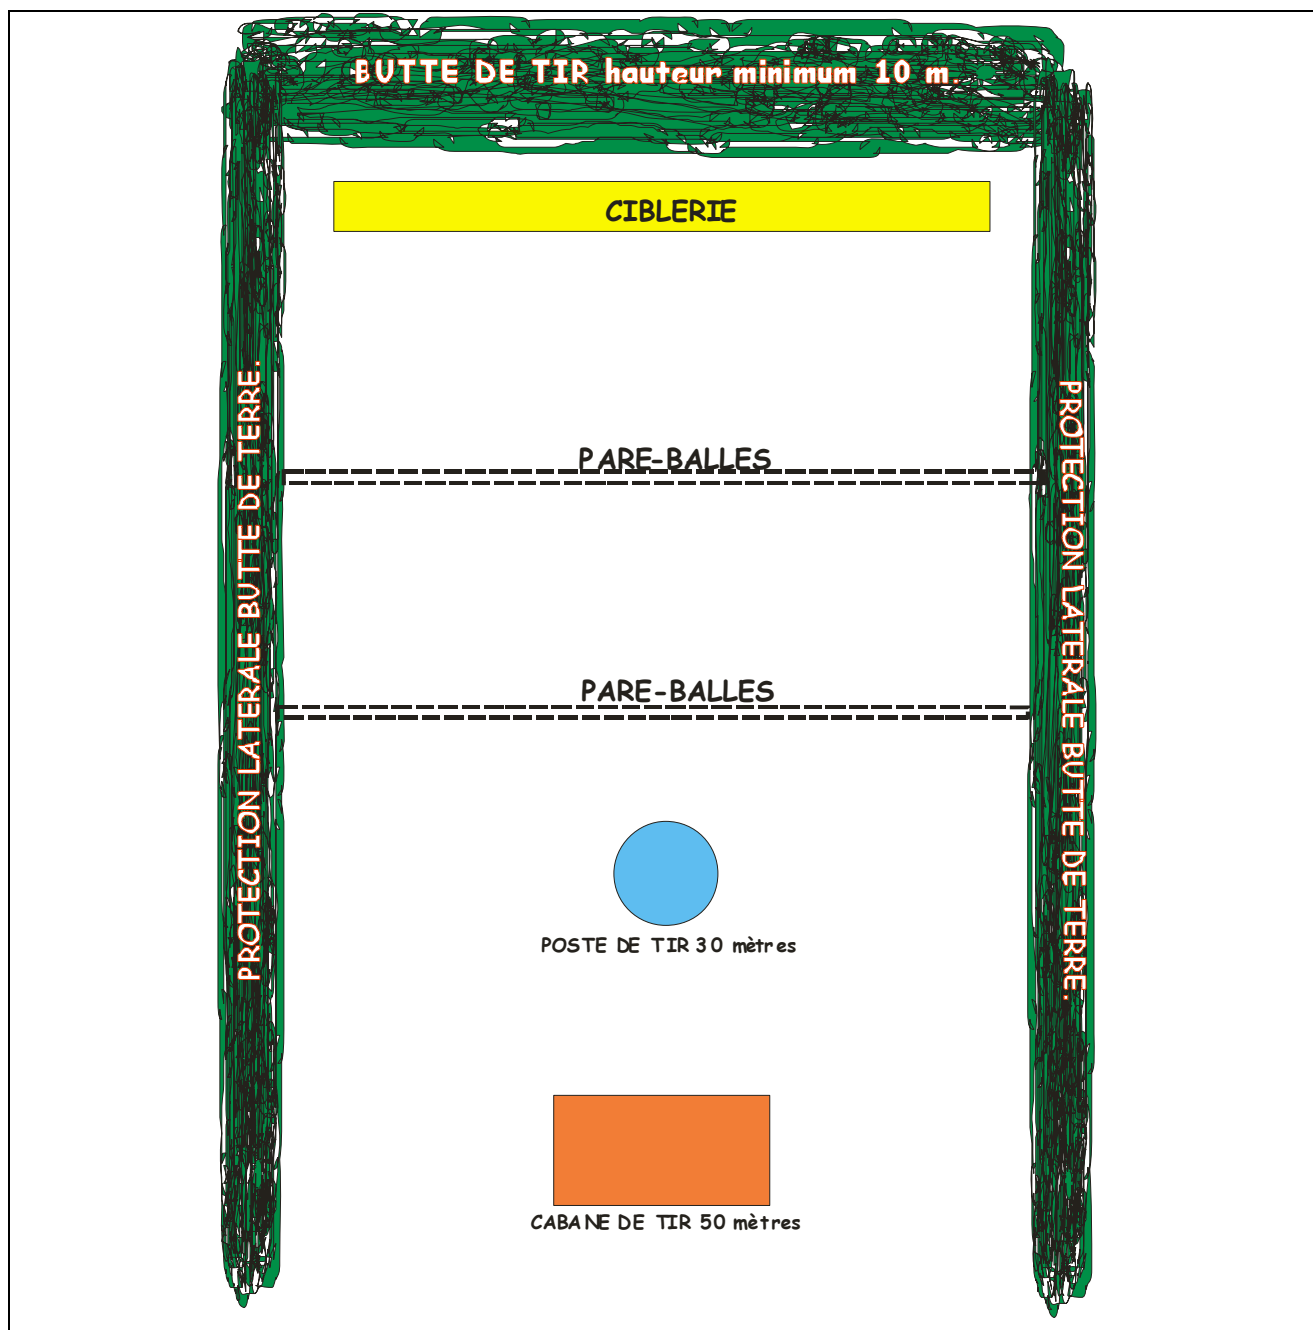 BUTTE DE TIR hauteur minimum 10 m.
CIBLERIE
PROTECTION LATERALE BUTTE DE TERRE.
PROTECTION LATERALE BUTTE DE TERRE.
PARE-BALLES
PARE-BALLES
POSTE DE TIR 30 mètres
CABANE DE TIR 50 mètres